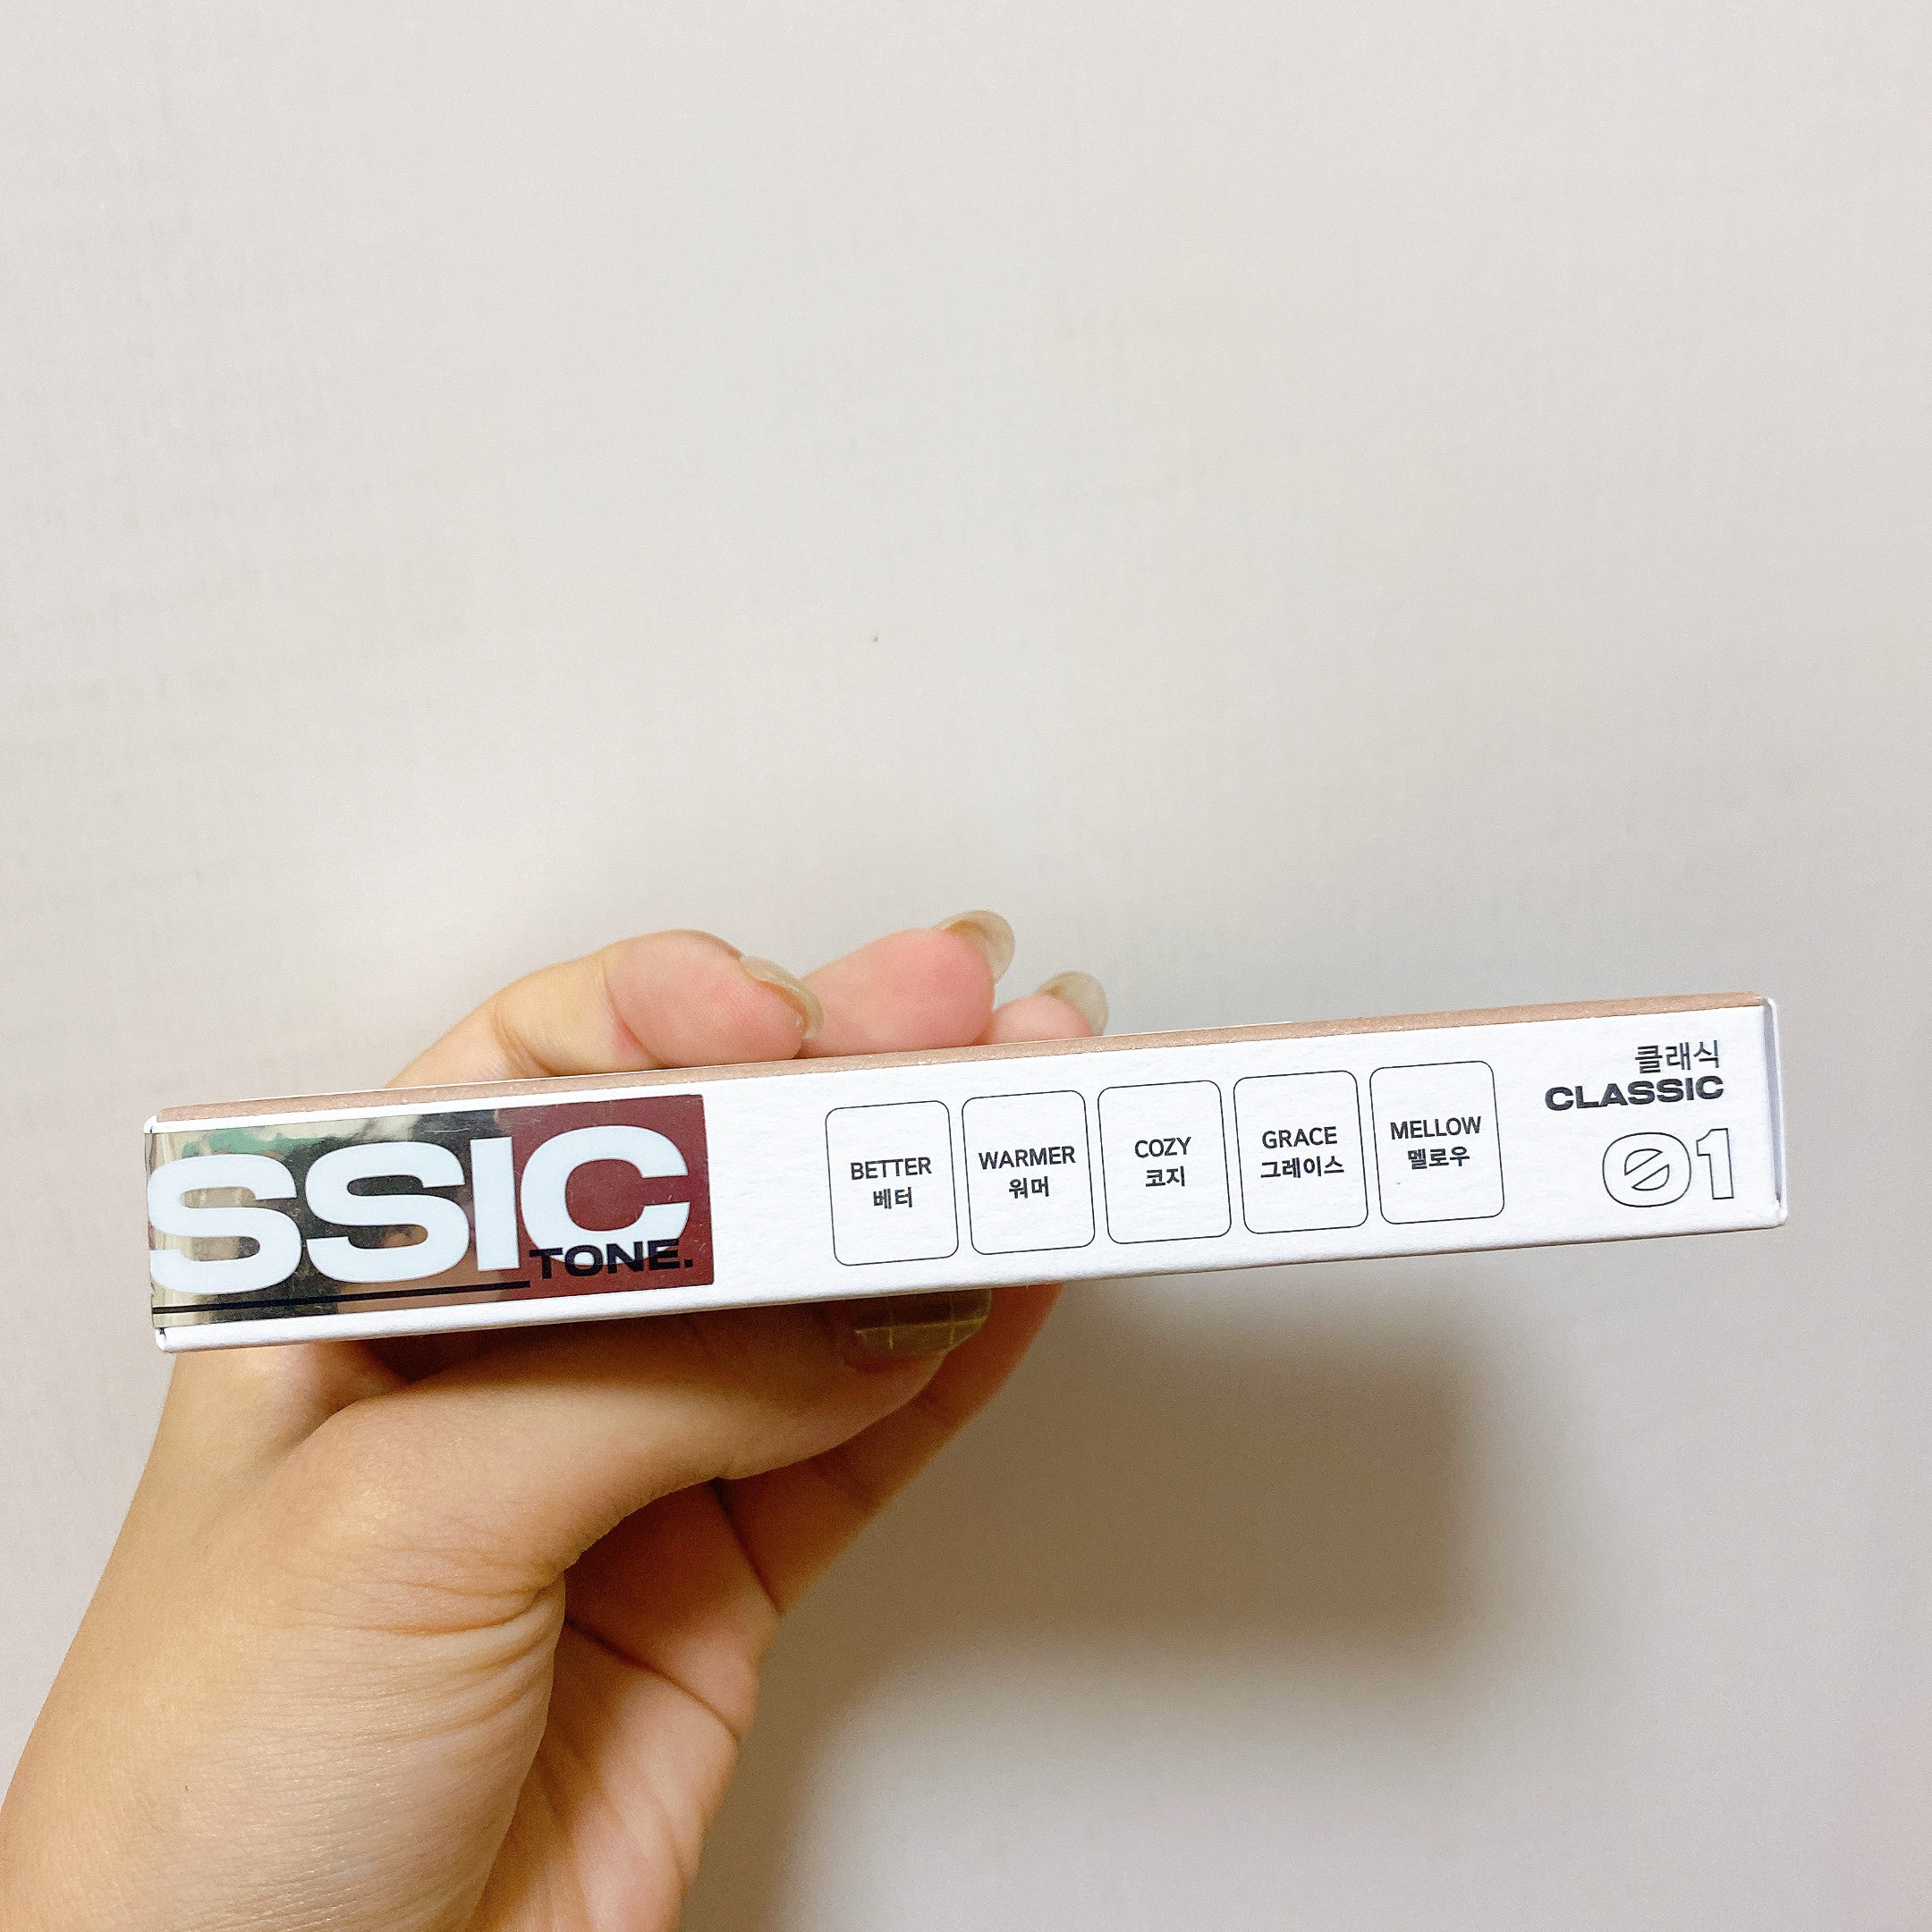 SSIC
TONE.
BETTER
베터
WARMER
워머
COZY
코지
GRACE
그레이스
MELLOW
멜로우
클래식
CLASSIC
01